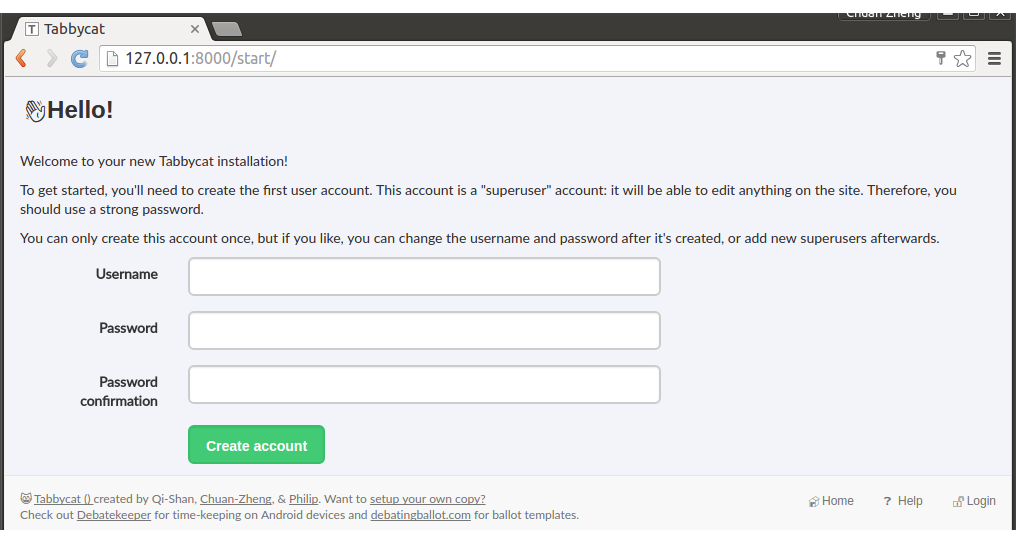 Chuan Zheng
T Tabbycat
127.0.0.1:8000/start/
Hello!
Welcome to your new Tabbycat installation!
To get started, you'll need to create the first user account. This account is a "superuser" account: it will be able to edit anything on the site. Therefore, you
should use a strong password.
You can only create this account once, but if you like, you can change the username and password after it's created, or add new superusers afterwards.
Username
Password
Password
confirmation
Create account
Tabbycat () created by Qi-Shan, Chuan-Zheng, & Philip. Want to setup your own copy?
Check out Debatekeeper for time-keeping on Android devices and debatingballot.com for ballot templates.
Home ? Help Login